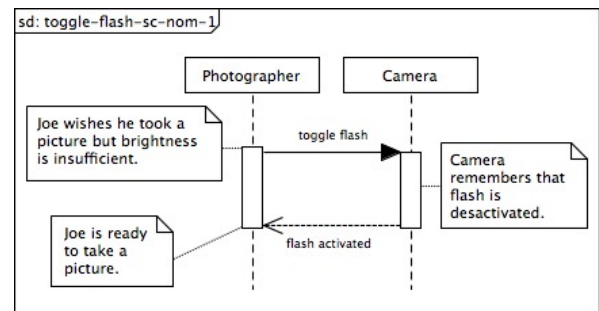 sd: toggle-flash-sc-nom-1
Photographer
Camera
Joe wishes he took a
picture but brightness
is insufficient.
toggle flash
Camera
remembers that
flash is
desactivated.
Joe is ready
to take a
picture.
flash activated